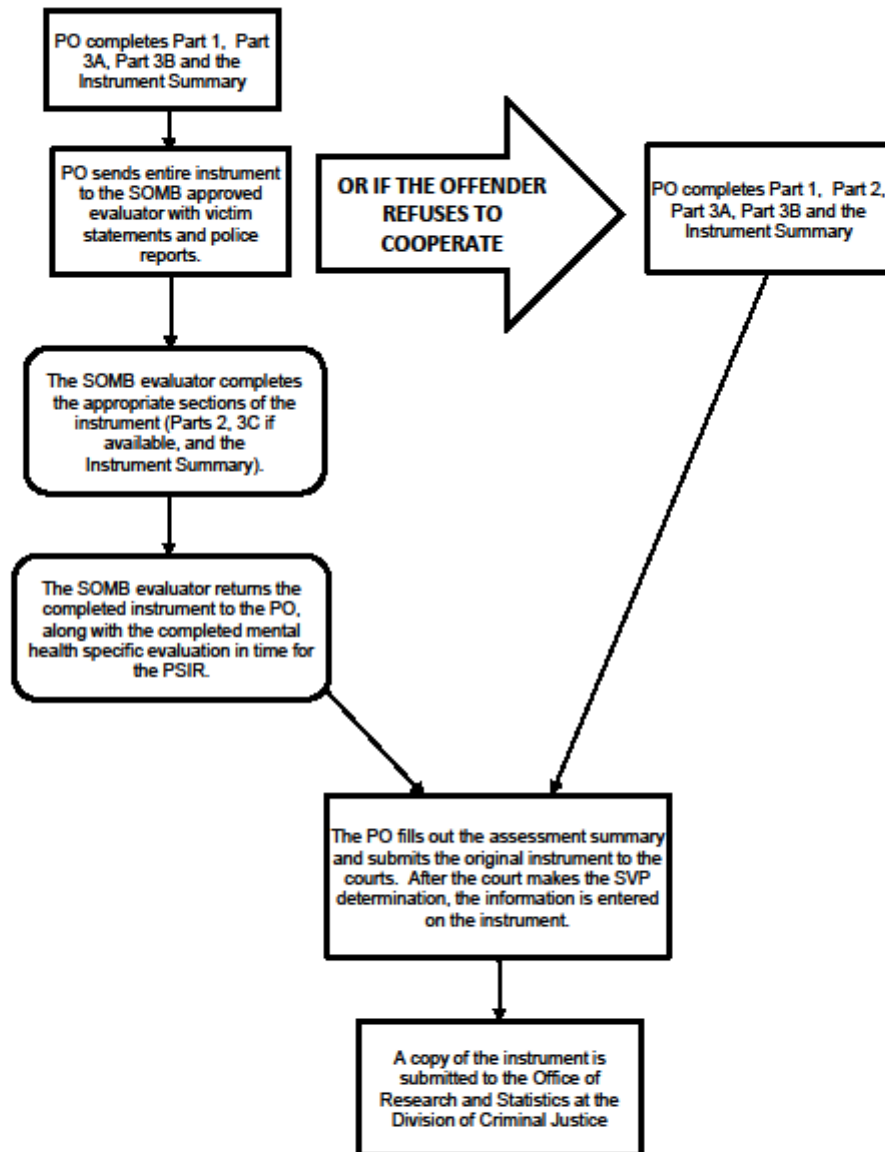 PO completes Part 1, Part
3A, Part 3B and the
Instrument Summary
PO sends entire instrument
to the SOMB approved
evaluator with victim
statements and police
reports.
OR IF THE OFFENDER
REFUSES TO
COOPERATE
PO completes Part 1, Part 2,
Part 3A, Part 3B and the
Instrument Summary
The SOMB evaluator completes
the appropriate sections of the
instrument (Parts 2, 3C if
available, and the
Instrument Summary).
The SOMB evaluator returns the
completed instrument to the PO,
along with the completed mental
health specific evaluation in time for
the PSIR.
The PO fills out the assessment summary
and submits the original instrument to the
courts. After the court makes the SVP
determination, the information is entered
on the instrument.
A copy of the instrument is
submitted to the Office of
Research and Statistics at the
Division of Criminal Justice